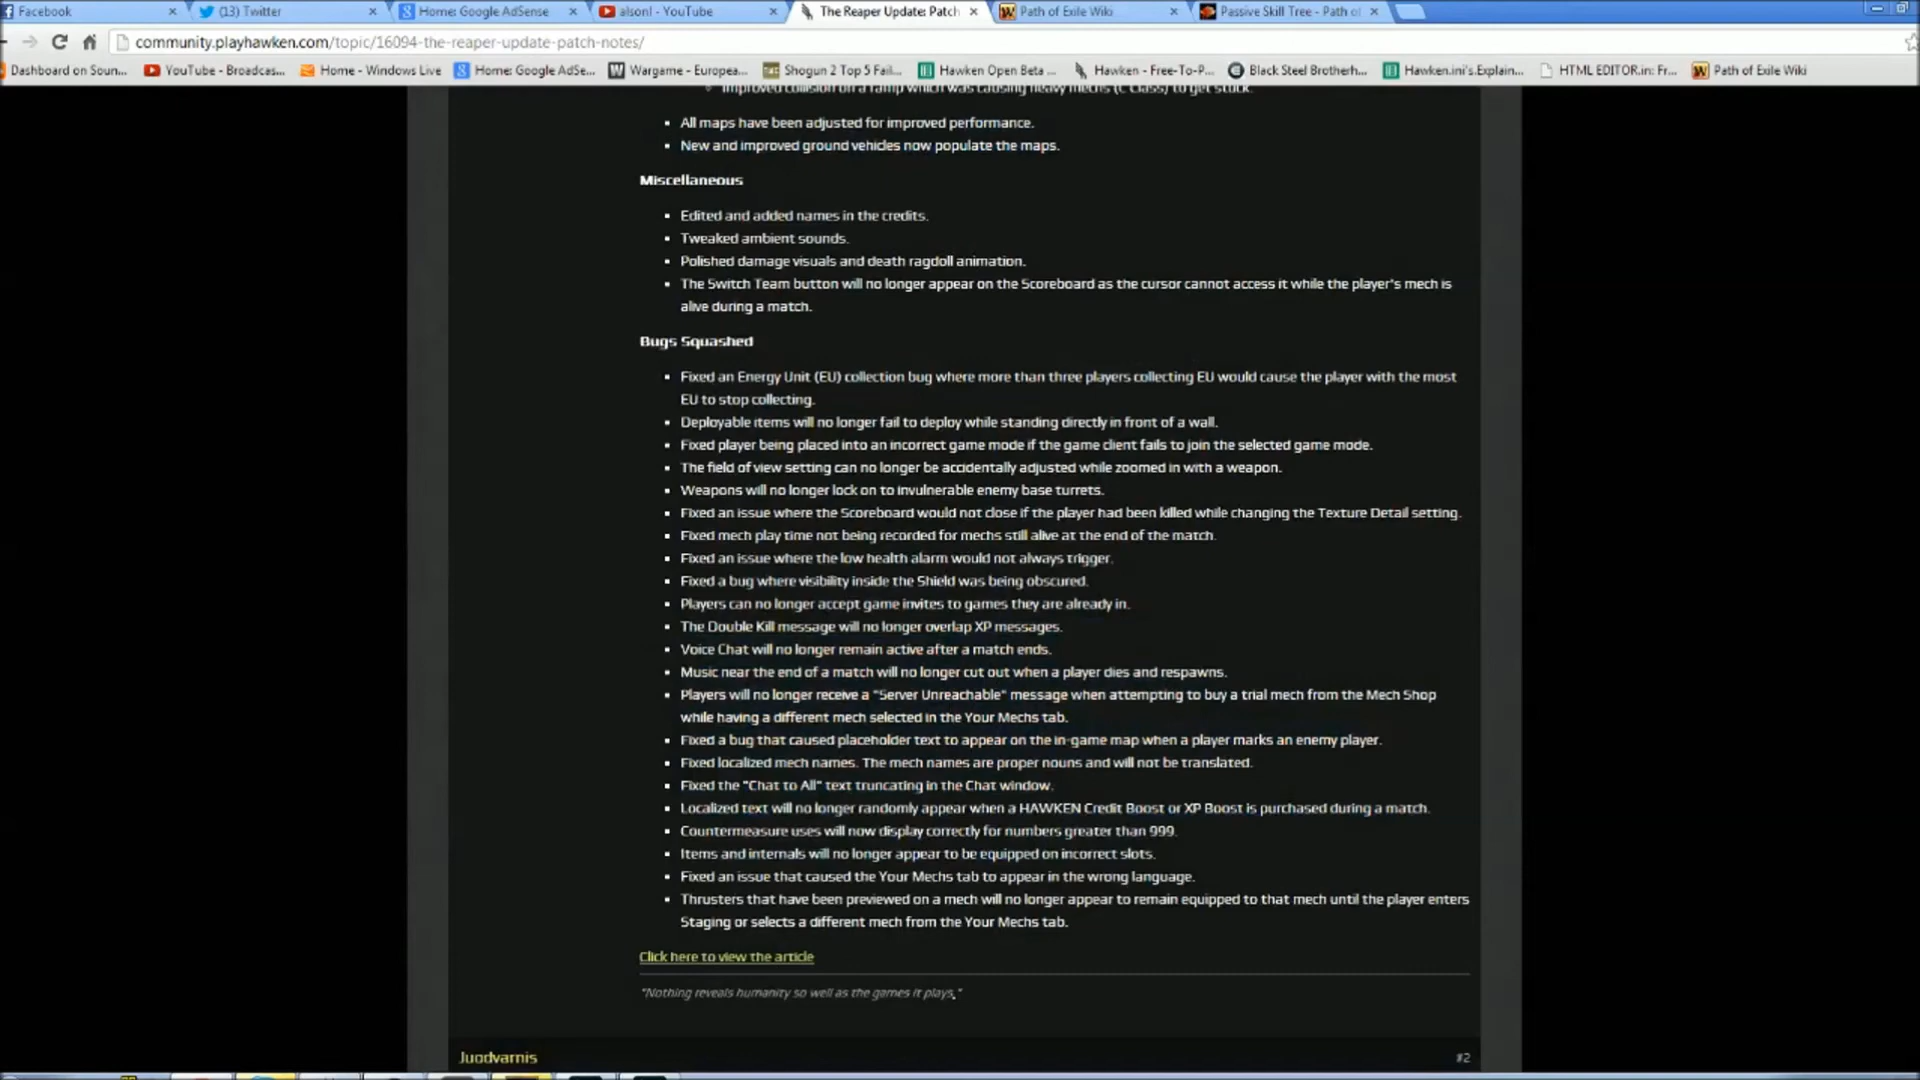 Facebook
(13) Twitter
Home: Google AdSense
alson! - YouTube
The Reaper Update: Patch
Path of Exile Wiki
Passive Skill Tree - Path of
community.playhawken.com/topic/16094-the-reaper-update-patch-notes/
Dashboard on Soun...
YouTube - Broadcas...
Home - Windows Live
Home: Google AdSe...
Wargame - Europea...
Shogun 2 Top 5 Fail...
Hawken Open Beta ...
Hawken - Free-To-P...
Black Steel Brotherh...
Hawken.ini's.Explain...
HTML EDITOR.in: Fr...
Path of Exile Wiki
Improved collision on a ramp which was causing heavy mechs (C Class) to get stuck.
All maps have been adjusted for improved performance.
New and improved ground vehicles now populate the maps.
Miscellaneous
Edited and added names in the credits.
Tweaked ambient sounds.
Polished damage visuals and death ragdoll animation.
The Switch Team button will no longer appear on the Scoreboard as the cursor cannot access it while the player's mech is
alive during a match.
Bugs Squashed
Fixed an Energy Unit (EU) collection bug where more than three players collecting EU would cause the player with the most
EU to stop collecting.
Deployable items will no longer fail to deploy while standing directly in front of a wall.
Fixed player being placed into an incorrect game mode if the game client fails to join the selected game mode.
The field of view setting can no longer be accidentally adjusted while zoomed in with a weapon.
Weapons will no longer lock on to invulnerable enemy base turrets.
Fixed an issue where the Scoreboard would not close if the player had been killed while changing the Texture Detail setting.
Fixed mech play time not being recorded for mechs still alive at the end of the match.
Fixed an issue where the low health alarm would not always trigger.
Fixed a bug where visibility inside the Shield was being obscured.
Players can no longer accept game invites to games they are already in.
The Double Kill message will no longer overlap XP messages.
Voice Chat will no longer remain active after a match ends.
Music near the end of a match will no longer cut out when a player dies and respawns.
Players will no longer receive a "Server Unreachable" message when attempting to buy a trial mech from the Mech Shop
while having a different mech selected in the Your Mechs tab.
Fixed a bug that caused placeholder text to appear on the in-game map when a player marks an enemy player.
Fixed localized mech names. The mech names are proper nouns and will not be translated.
Fixed the "Chat to All" text truncating in the Chat window.
Localized text will no longer randomly appear when a HAWKEN Credit Boost or XP Boost is purchased during a match.
Countermeasure uses will now display correctly for numbers greater than 999.
Items and internals will no longer appear to be equipped on incorrect slots.
Fixed an issue that caused the Your Mechs tab to appear in the wrong language.
Thrusters that have been previewed on a mech will no longer appear to remain equipped to that mech until the player enters
Staging or selects a different mech from the Your Mechs tab.
Click here to view the article
"Nothing reveals humanity so well as the games it plays."
Juodvarnis
#2